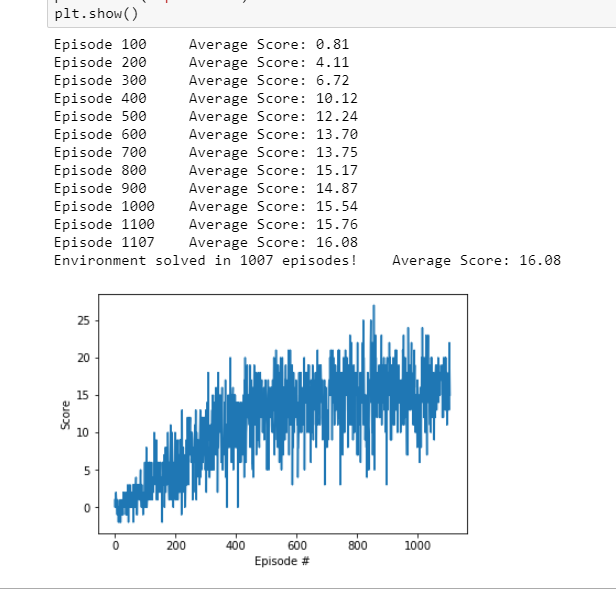 plt.show()
Episode 100 Average Score: 0.81
Episode 200 Average Score: 4.11
Episode 300 Average Score: 6.72
Episode 400 Average Score: 10.12
Episode 500 Average Score: 12.24
Episode 600 Average Score: 13.70
Episode 700 Average Score: 13.75
Episode 800 Average Score: 15.17
Episode 900 Average Score: 14.87
Episode 1000 Average Score: 15.54
Episode 1100 Average Score: 15.76
Episode 1107 Average Score: 16.08
Environment solved in 1007 episodes! Average Score: 16.08
25
20
15
10
5
0
Score
0 200 400 600 800 1000
Episode #